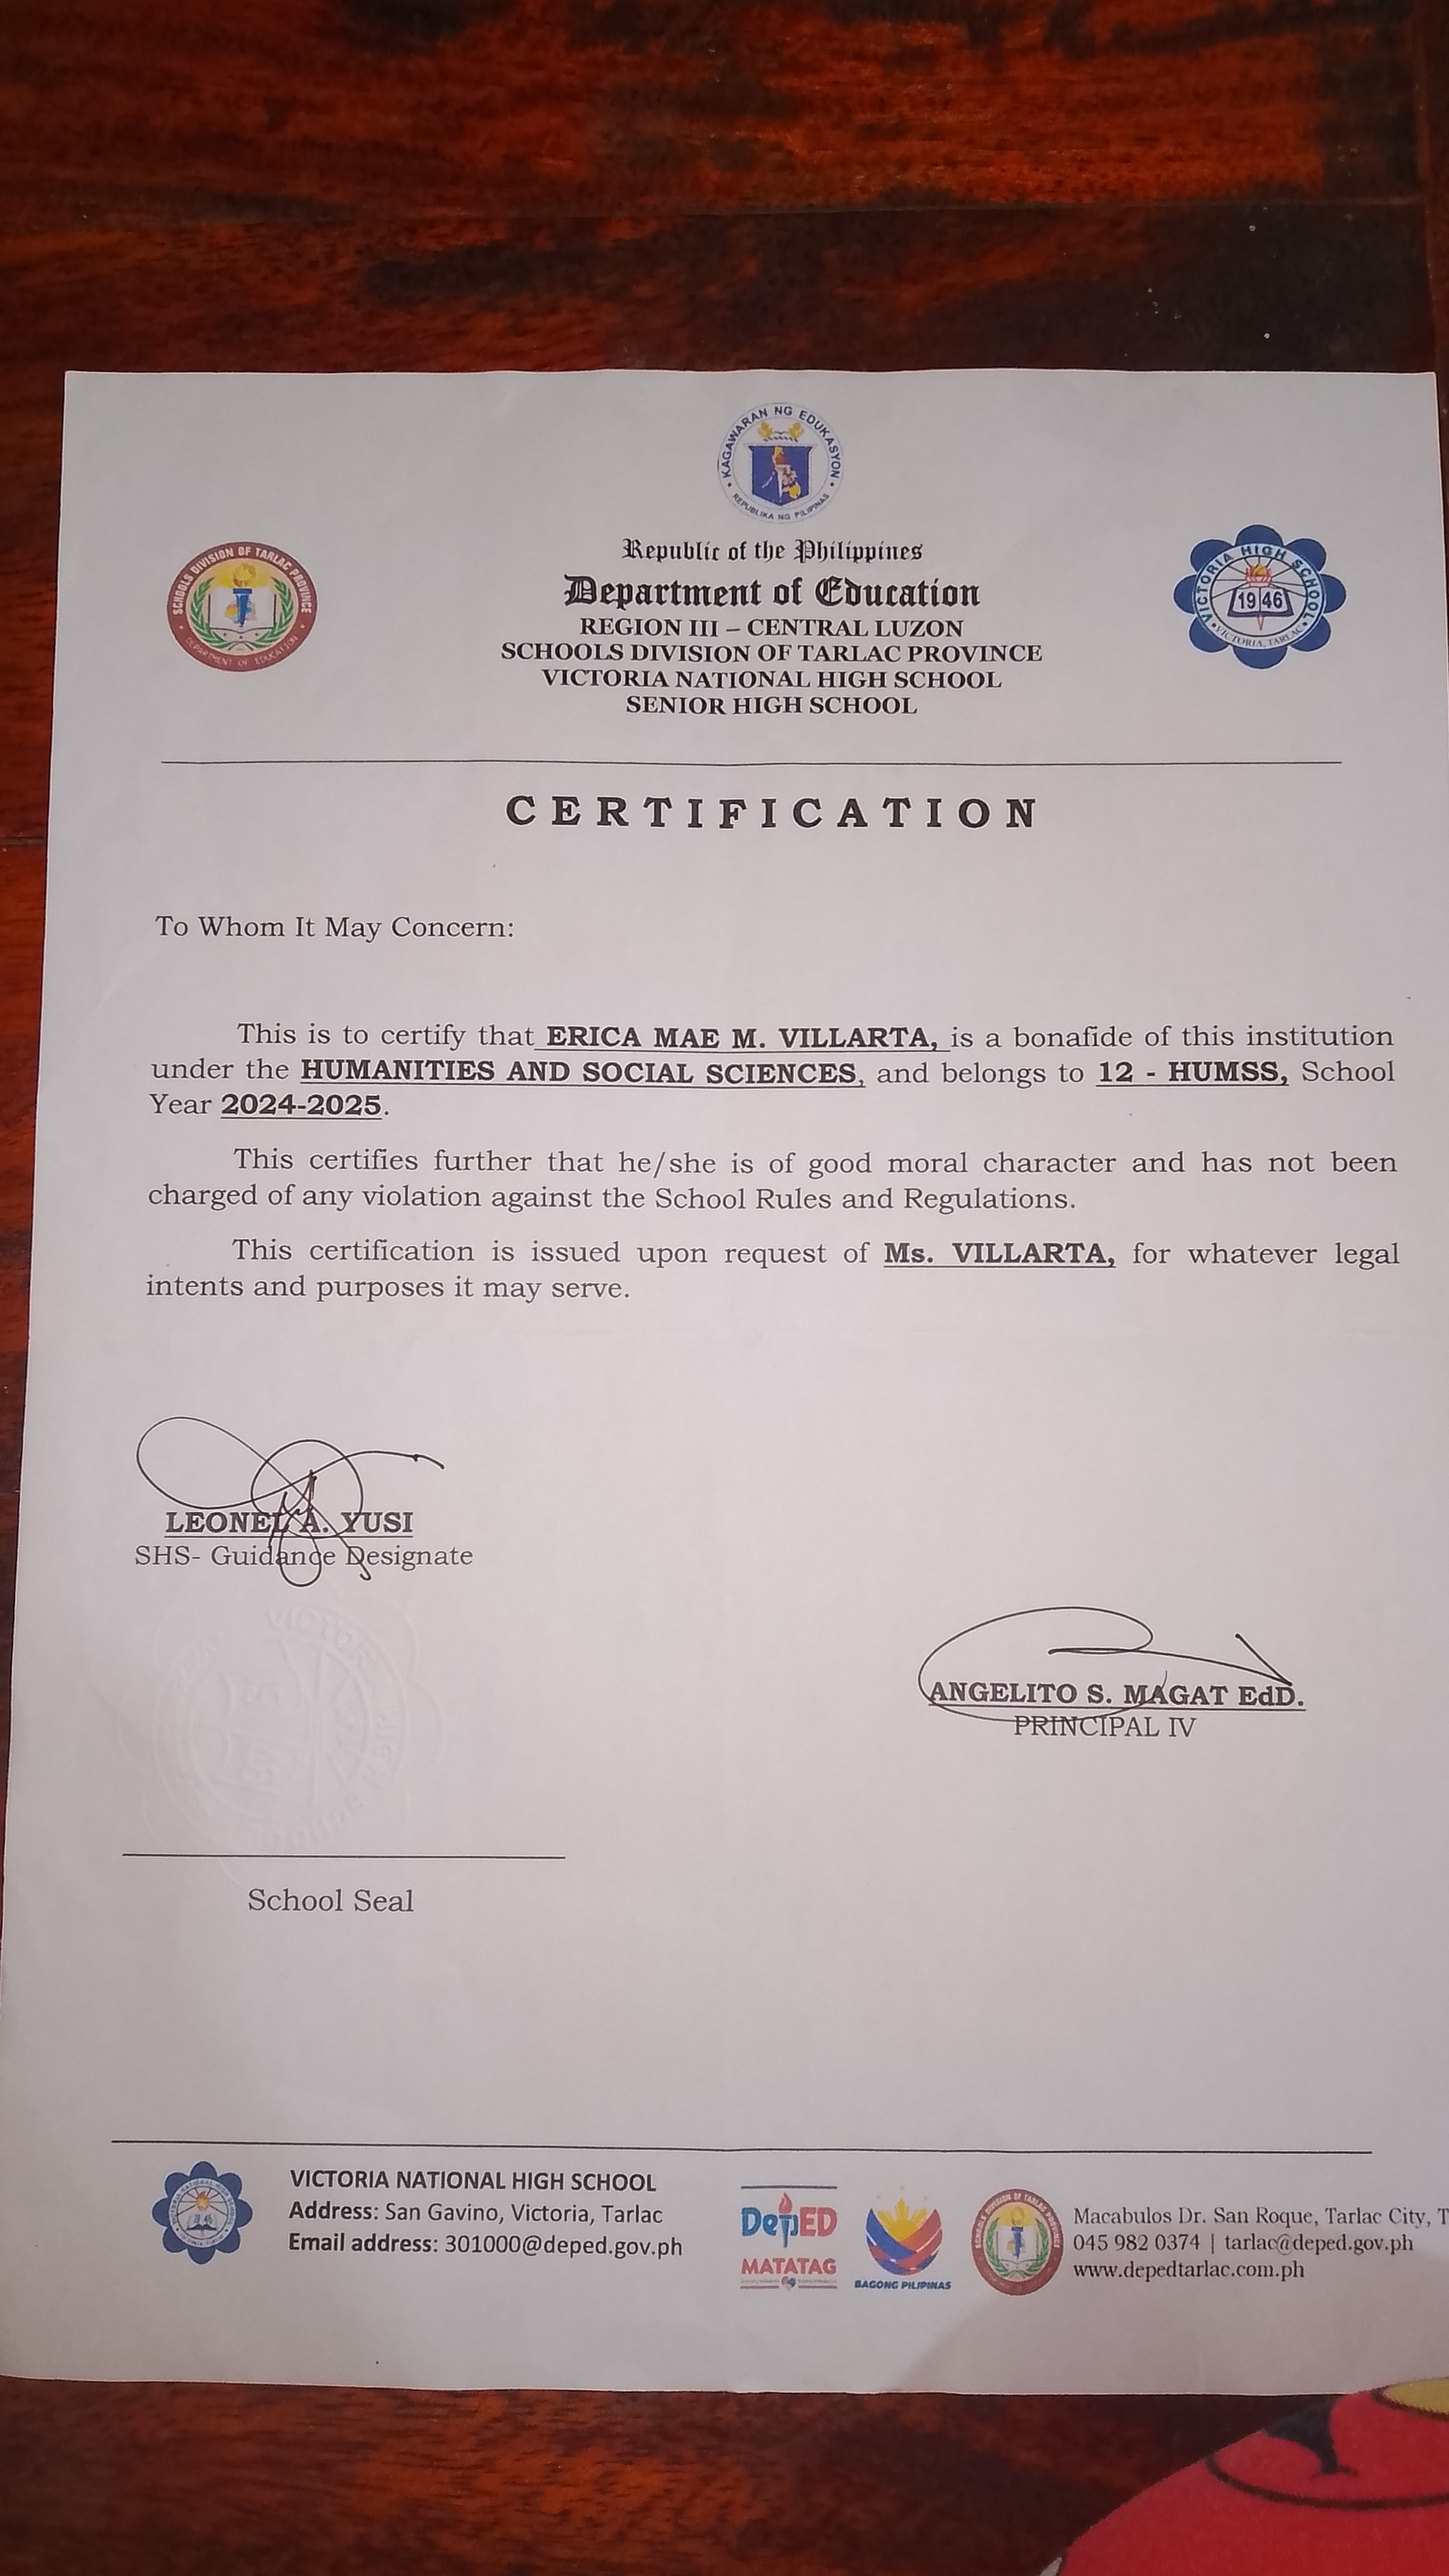 KAGAWARAN NG EDUKASYON
REPUBLIKA NG PILIPINAS
SCHOOLS DIVISION OF TARLAC PROVINCE
DEPARTMENT OF EDUCATION
VICTORIA HIGH SCHOOL
1946
VICTORIA, TARLAC
Republic of the Philippines
Department of Education
REGION III – CENTRAL LUZON
SCHOOLS DIVISION OF TARLAC PROVINCE
VICTORIA NATIONAL HIGH SCHOOL
SENIOR HIGH SCHOOL
CERTIFICATION
To Whom It May Concern:
This is to certify that ERICA MAE M. VILLARTA, is a bonafide of this institution
under the HUMANITIES AND SOCIAL SCIENCES, and belongs to 12 - HUMSS, School
Year 2024-2025.
This certifies further that he/she is of good moral character and has not been
charged of any violation against the School Rules and Regulations.
This certification is issued upon request of Ms. VILLARTA, for whatever legal
intents and purposes it may serve.
LEONEL A. YUSI
SHS- Guidance Designate
ANGELITO S. MAGAT EdD.
PRINCIPAL IV
School Seal
VICTORIA NATIONAL HIGH SCHOOL
Address: San Gavino, Victoria, Tarlac
Email address: 301000@deped.gov.ph
DepED
MATATAG
BAGONG PILIPINAS
Macabulos Dr. San Roque, Tarlac City, T
045 982 0374 | tarlac@deped.gov.ph
www.depedtarlac.com.ph